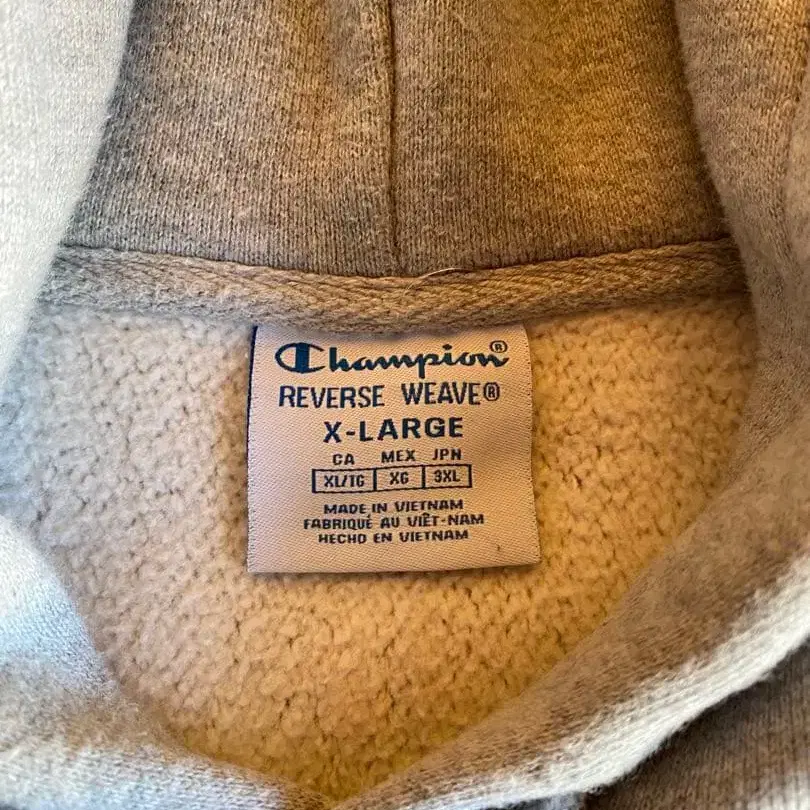 Champion®
REVERSE WEAVE®
X-LARGE
CA MEX JPN
XL/TG XG 3XL
MADE IN VIETNAM
FABRIQUÉ AU VIÊT-NAM
HECHO EN VIETNAM